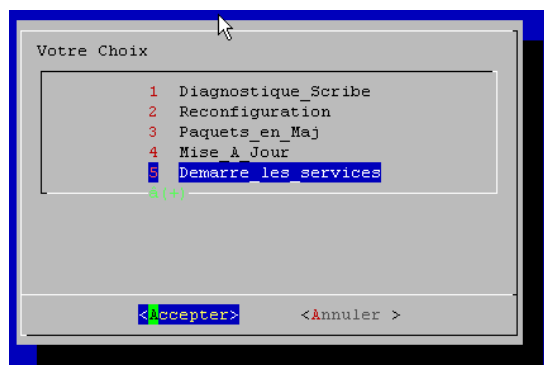 Votre Choix
1 Diagnostique_Scribe
2 Reconfiguration
3 Paquets_en_Maj
4 Mise_A_Jour
5 Demarre_les_services
<Accepter> <Annuler >